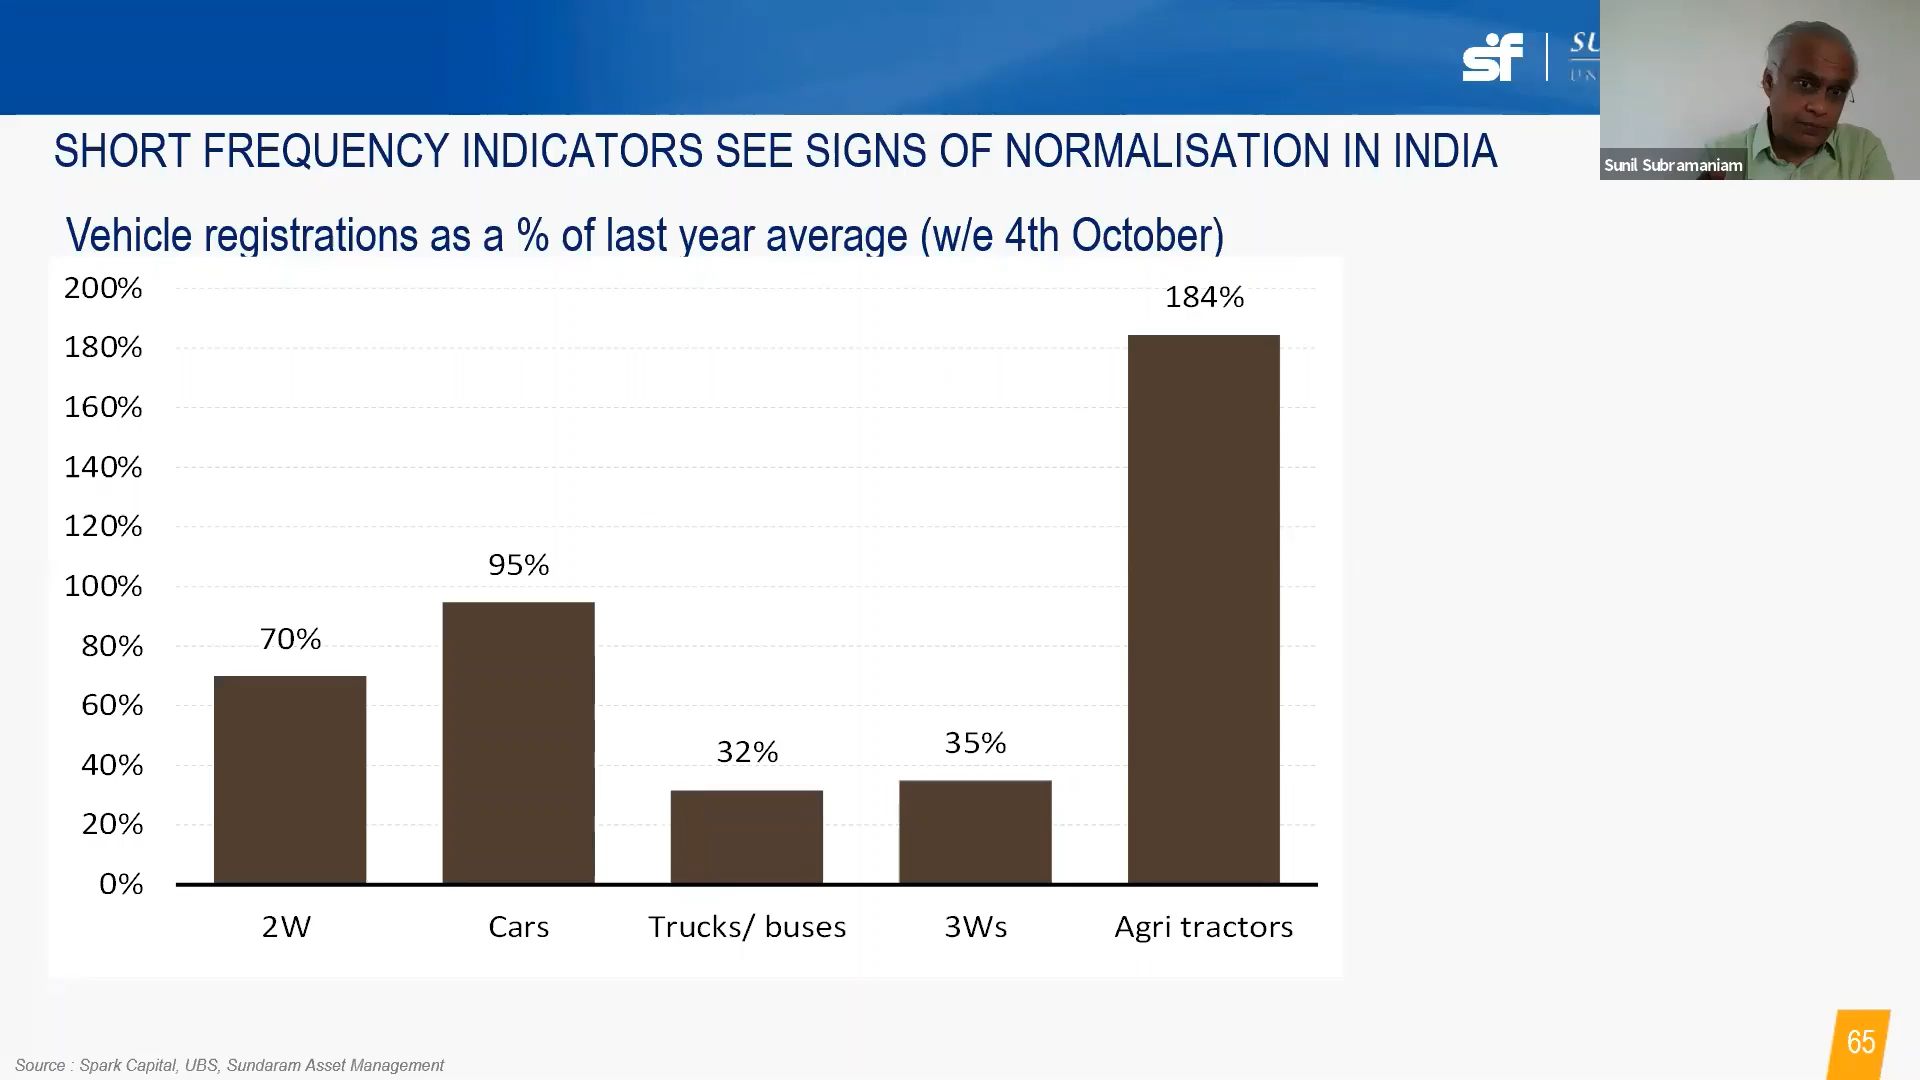 sf
SHORT FREQUENCY INDICATORS SEE SIGNS OF NORMALISATION IN INDIA
Sunil Subramaniam
Vehicle registrations as a % of last year average (w/e 4th October)
200%
180%
160%
140%
120%
100%
80%
60%
40%
20%
0%
70%
95%
32%
35%
184%
2W
Cars
Trucks/ buses
3Ws
Agri tractors
65
Source : Spark Capital, UBS, Sundaram Asset Management